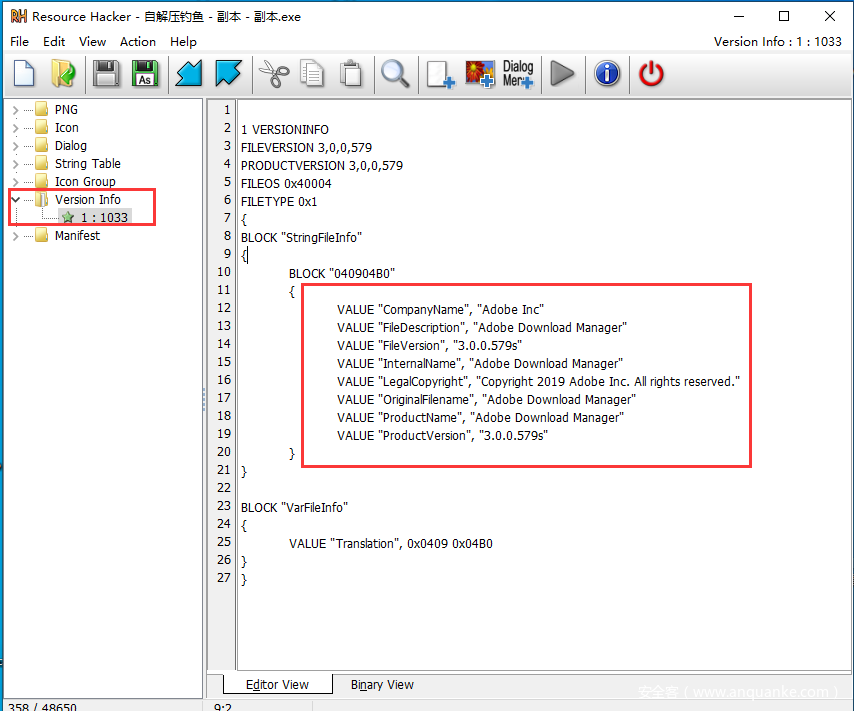 Resource Hacker - 自解压钓鱼 - 副本 - 副本.exe
File Edit View Action Help Version Info : 1 : 1033
As
Dialog
Menu
PNG
Icon
Dialog
String Table
Icon Group
Version Info
1 : 1033
Manifest
1
2 1 VERSIONINFO
3 FILEVERSION 3,0,0,579
4 PRODUCTVERSION 3,0,0,579
5 FILEOS 0x40004
6 FILETYPE 0x1
7 {
8 BLOCK "StringFileInfo"
9 {
10 BLOCK "040904B0"
11 {
12 VALUE "CompanyName", "Adobe Inc"
13 VALUE "FileDescription", "Adobe Download Manager"
14 VALUE "FileVersion", "3.0.0.579s"
15 VALUE "InternalName", "Adobe Download Manager"
16 VALUE "LegalCopyright", "Copyright 2019 Adobe Inc. All rights reserved."
17 VALUE "OriginalFilename", "Adobe Download Manager"
18 VALUE "ProductName", "Adobe Download Manager"
19 VALUE "ProductVersion", "3.0.0.579s"
20 }
21 }
22
23 BLOCK "VarFileInfo"
24 {
25 VALUE "Translation", 0x0409 0x04B0
26 }
27 }
Editor View Binary View
安全客 ( www.anquanke.com )
358 / 48650 9:2